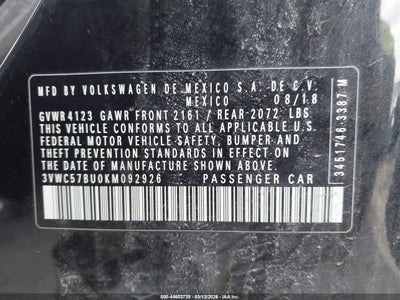 MFD BY VOLKSWAGEN DE MEXICO S.A. DE C.V.
MEXICO 08/18
GVWR 4123 GAWR FRONT 2161 / REAR-2072 LBS
THIS VEHICLE CONFORMS TO ALL APPLICABLE U.S.
FEDERAL MOTOR VEHICLE SAFETY, BUMPER AND
THEFT PREVENTION STANDARDS IN EFFECT ON
THE DATE OF MANUFACTURE SHOWN ABOVE
3VWC57BU0KM092926 PASSENGER CAR
3451746.3387 M
© 44603738 - 03/13/2026 - IAA Inc.